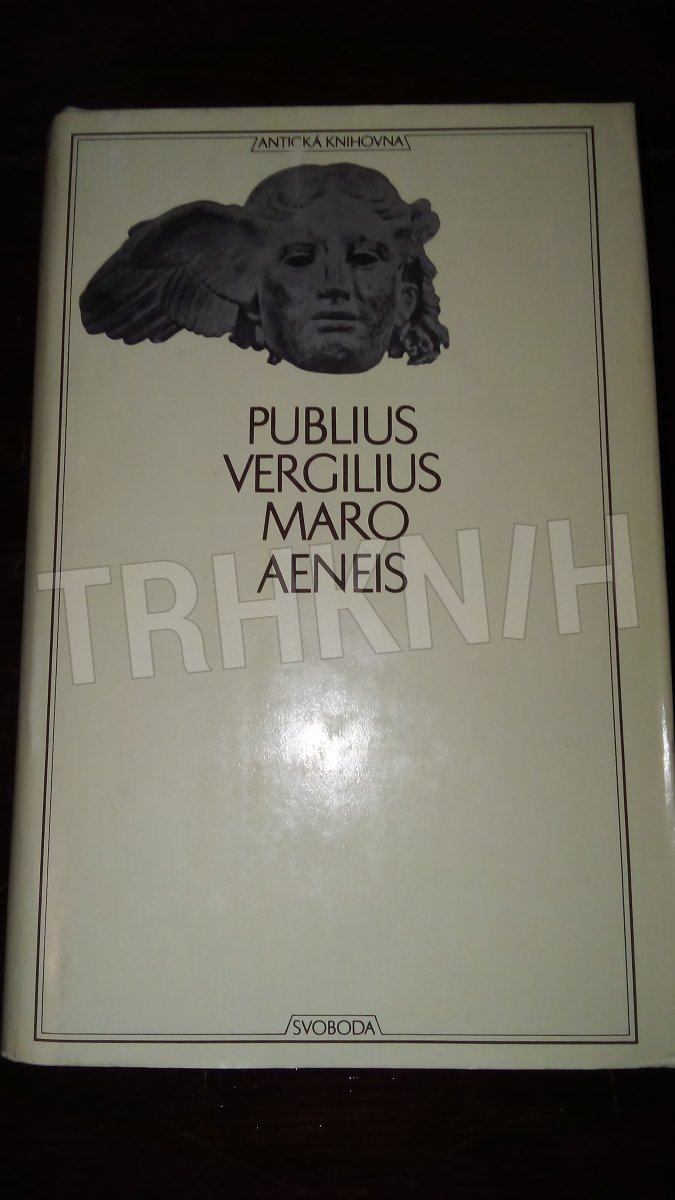 ANTICKÁ KNIHOVNA
PUBLIUS
VERGILIUS
MARO
AENEIS
TRHKNIH
SVOBODA